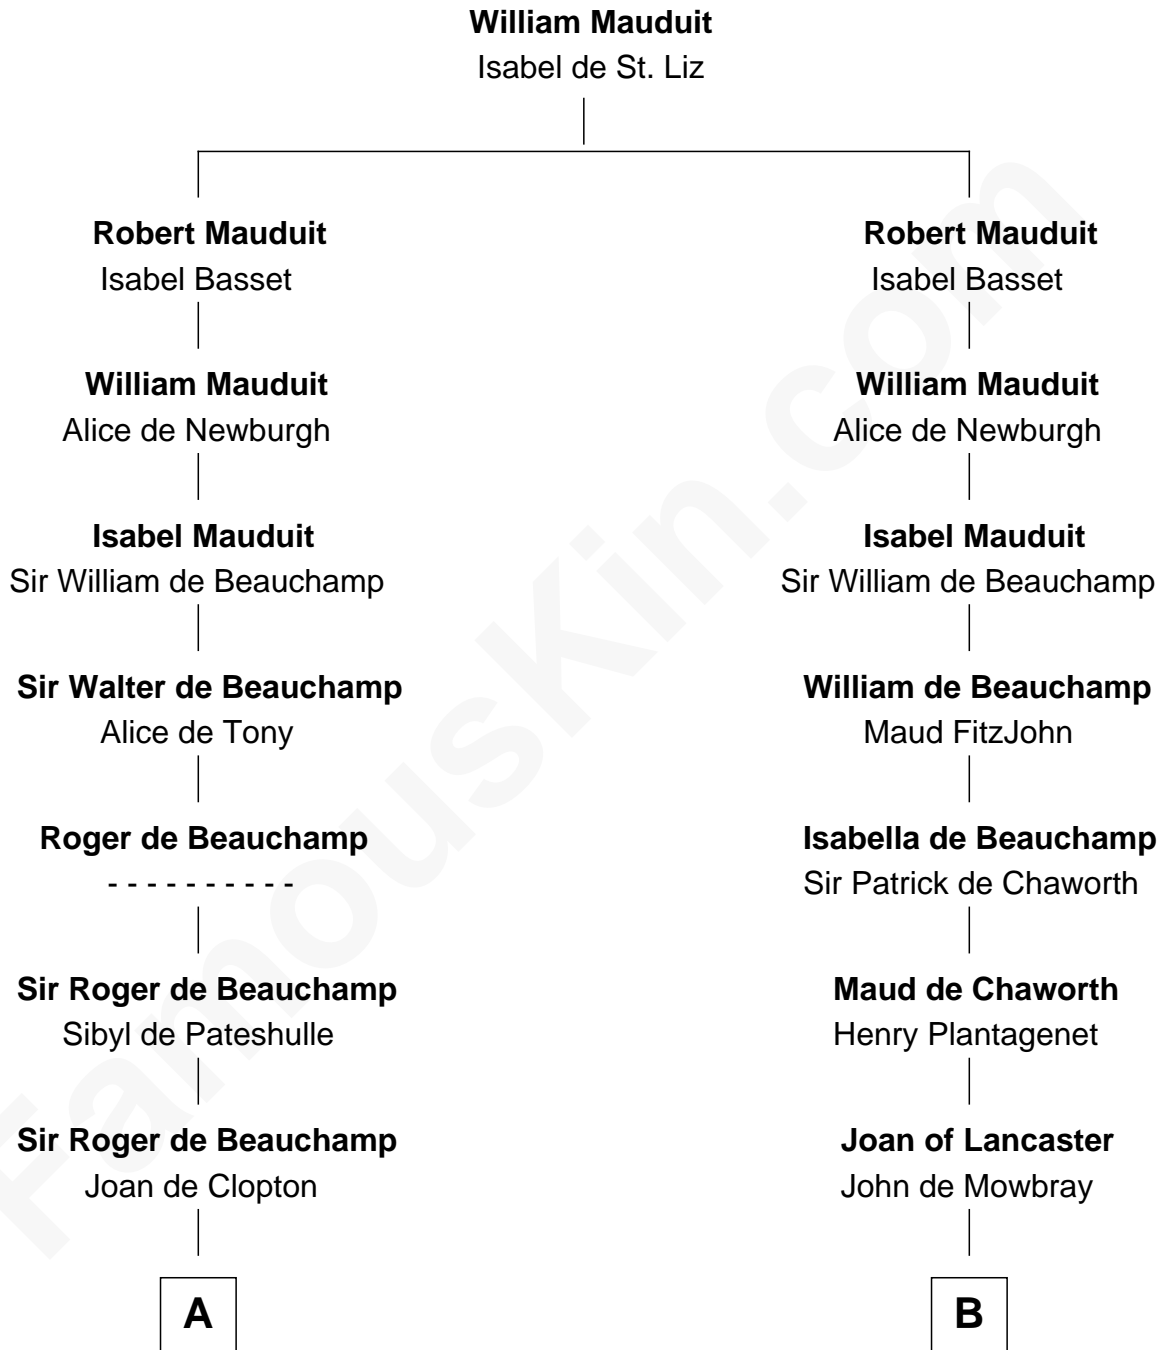 William Mauduit
Isabel de St. Liz
Robert Mauduit
Isabel Basset
William Mauduit
Alice de Newburgh
Isabel Mauduit
Sir William de Beauchamp
Sir Walter de Beauchamp
Alice de Tony
Roger de Beauchamp
- - - - - - - - - -
Sir Roger de Beauchamp
Sibyl de Pateshulle
Sir Roger de Beauchamp
Joan de Clopton
A
Robert Mauduit
Isabel Basset
William Mauduit
Alice de Newburgh
Isabel Mauduit
Sir William de Beauchamp
William de Beauchamp
Maud FitzJohn
Isabella de Beauchamp
Sir Patrick de Chaworth
Maud de Chaworth
Henry Plantagenet
Joan of Lancaster
John de Mowbray
B
FamousKin.com